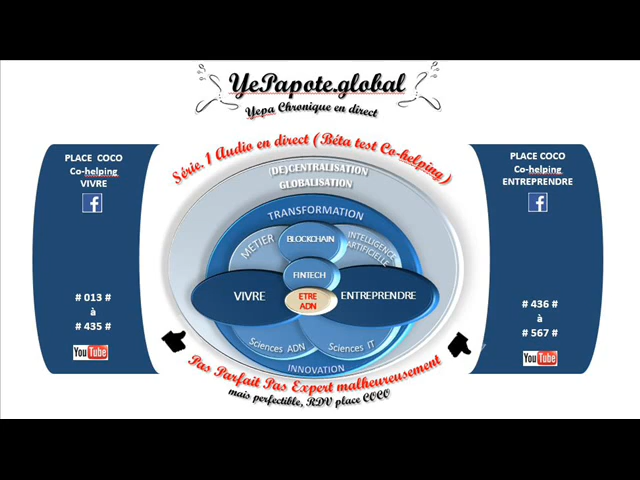 YePapote.global
Yepa Chronique en direct
Série, 1 Audio en direct (Béta test Co-helping)
PLACE COCO
Co-helping
VIVRE
# 013 #
à
# 435 #
YouTube
(DE)CENTRALISATION
GLOBALISATION
TRANSFORMATION
METIER
BLOCKCHAIN
INTELLIGENCE
ARTIFICIELLE
FINTECH
VIVRE
ETRE
ADN
ENTREPRENDRE
Sciences ADN
Sciences IT
INNOVATION
PLACE COCO
Co-helping
ENTREPRENDRE
# 436 #
à
# 567 #
YouTube
Pas Parfait Pas Expert malheureusement
mais perfectible, RDV place COCO